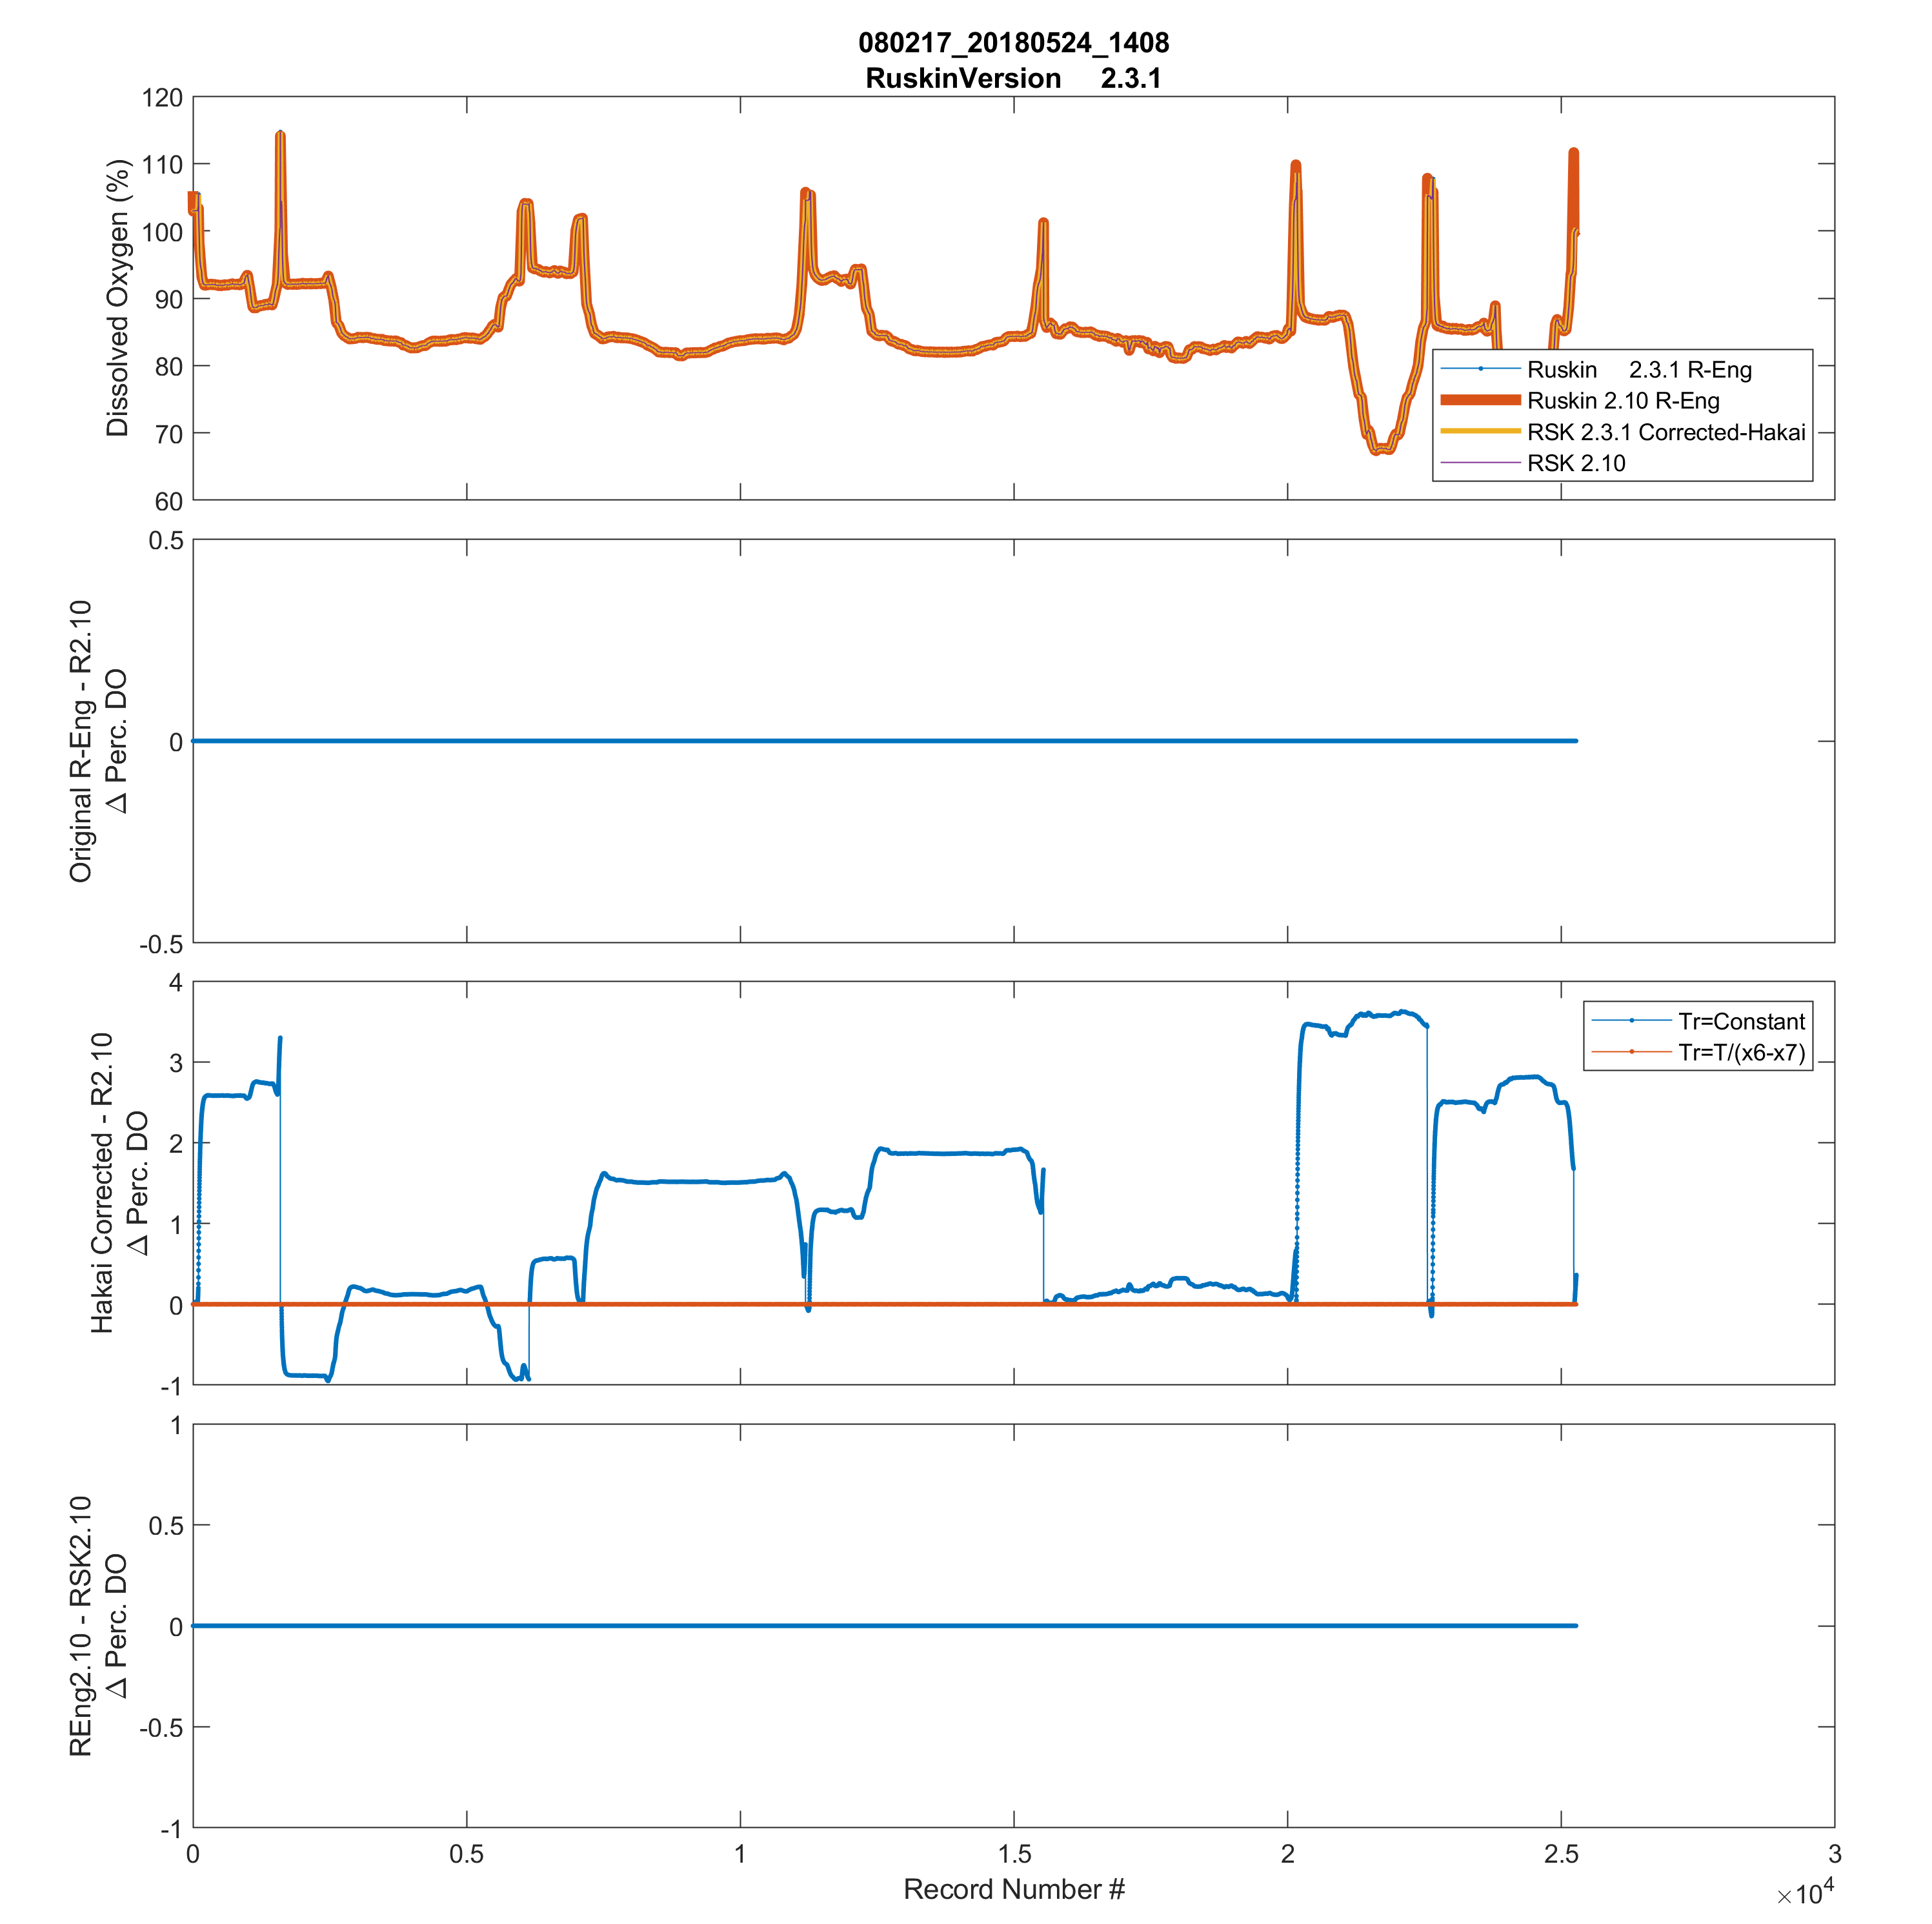 080217_20180524_1408
RuskinVersion 2.3.1
Dissolved Oxygen (%)
120
110
100
90
80
70
60
Ruskin 2.3.1 R-Eng
Ruskin 2.10 R-Eng
RSK 2.3.1 Corrected-Hakai
RSK 2.10
Original R-Eng - R2.10
Δ Perc. DO
0.5
0
-0.5
Hakai Corrected - R2.10
Δ Perc. DO
4
3
2
1
0
-1
Tr=Constant
Tr=T/(x6-x7)
REng2.10 - RSK2.10
Δ Perc. DO
1
0.5
0
-0.5
-1
0 0.5 1 1.5 2 2.5 3
Record Number #
×10⁴